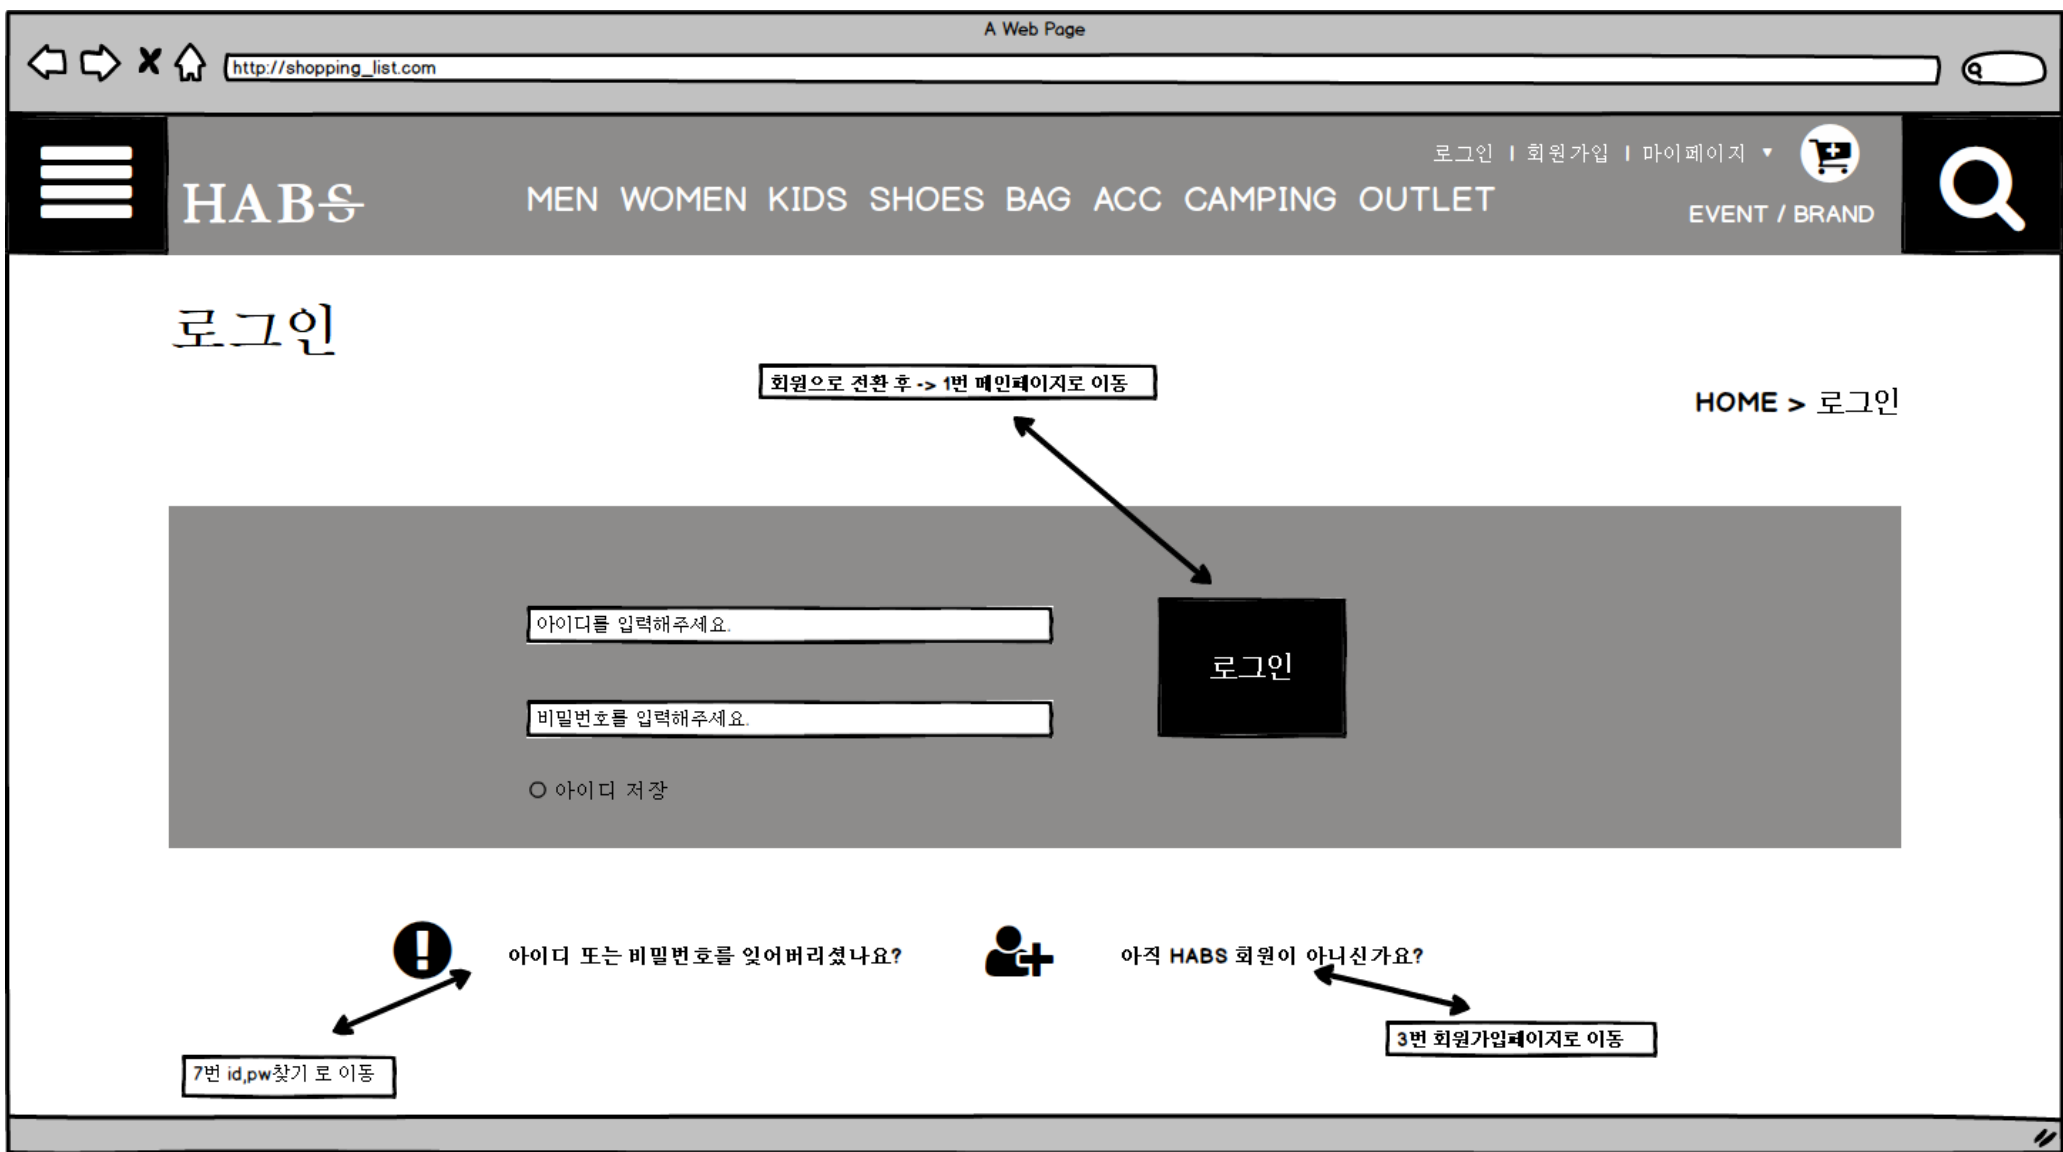 A Web Page
http://shopping_list.com
로그인 | 회원가입 | 마이페이지 ▼
HABS
MEN WOMEN KIDS SHOES BAG ACC CAMPING OUTLET
EVENT / BRAND
로그인
회원으로 전환 후 -> 1번 메인페이지로 이동
HOME > 로그인
아이디를 입력해주세요.
로그인
비밀번호를 입력해주세요.
아이디 저장
아이디 또는 비밀번호를 잊어버리셨나요?
아직 HABS 회원이 아니신가요?
3번 회원가입페이지로 이동
7번 id,pw찾기 로 이동